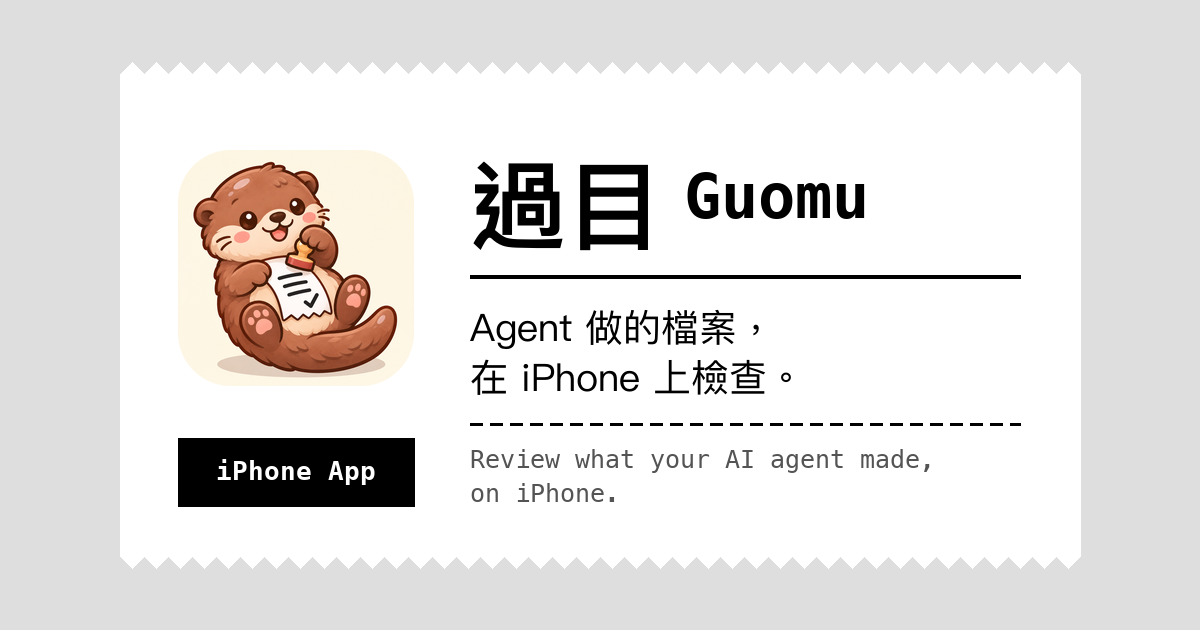 過目 Guomu
Agent 做的檔案，
在 iPhone 上檢查。
Review what your AI agent made,
on iPhone.
iPhone App